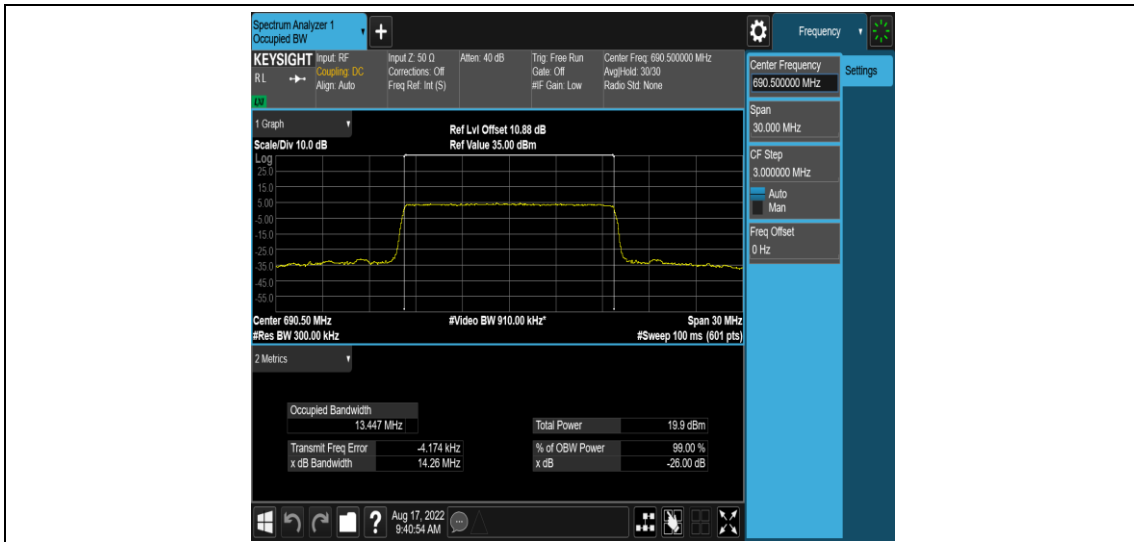 Spectrum Analyzer 1
Occupied BW
+
Frequency
KEYSIGHT
RL
LXI
Input: RF
Coupling: DC
Align: Auto
Input Z: 50 Ω
Corrections: Off
Freq Ref: Int (S)
Atten: 40 dB
Trig: Free Run
Gate: Off
#IF Gain: Low
Center Freq: 690.500000 MHz
Avg|Hold: 30/30
Radio Std: None
Center Frequency
690.500000 MHz
Settings
Span
30.000 MHz
CF Step
3.000000 MHz
Auto
Man
Freq Offset
0 Hz
1 Graph
Ref Lvl Offset 10.88 dB
Scale/Div 10.0 dB
Ref Value 35.00 dBm
Log
25.0
15.0
5.00
-5.00
-15.0
-25.0
-35.0
-45.0
-55.0
Center 690.50 MHz
#Video BW 910.00 kHz*
Span 30 MHz
#Res BW 300.00 kHz
#Sweep 100 ms (601 pts)
2 Metrics
Occupied Bandwidth
13.447 MHz
Total Power 19.9 dBm
Transmit Freq Error -4.174 kHz
% of OBW Power 99.00 %
x dB Bandwidth 14.26 MHz
x dB -26.00 dB
?
Aug 17, 2022
9:40:54 AM